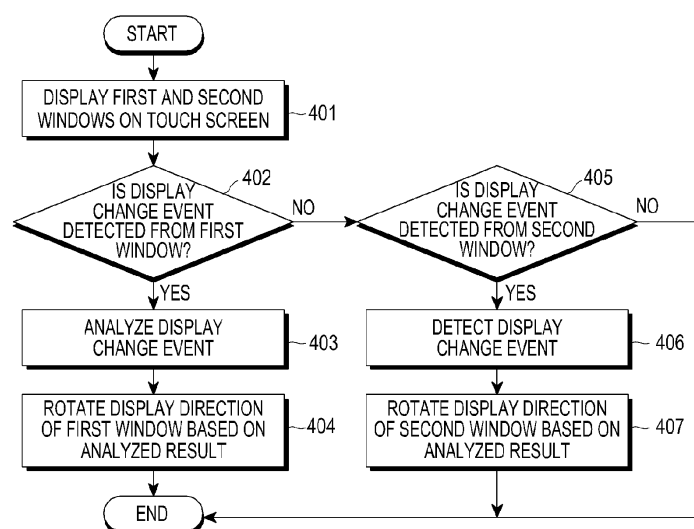 START
DISPLAY FIRST AND SECOND
WINDOWS ON TOUCH SCREEN
401
IS DISPLAY
CHANGE EVENT
DETECTED FROM FIRST
WINDOW?
402
NO
YES
ANALYZE DISPLAY
CHANGE EVENT
403
ROTATE DISPLAY DIRECTION
OF FIRST WINDOW BASED ON
ANALYZED RESULT
404
END
IS DISPLAY
CHANGE EVENT
DETECTED FROM SECOND
WINDOW?
405
NO
YES
DETECT DISPLAY
CHANGE EVENT
406
ROTATE DISPLAY DIRECTION
OF SECOND WINDOW BASED ON
ANALYZED RESULT
407